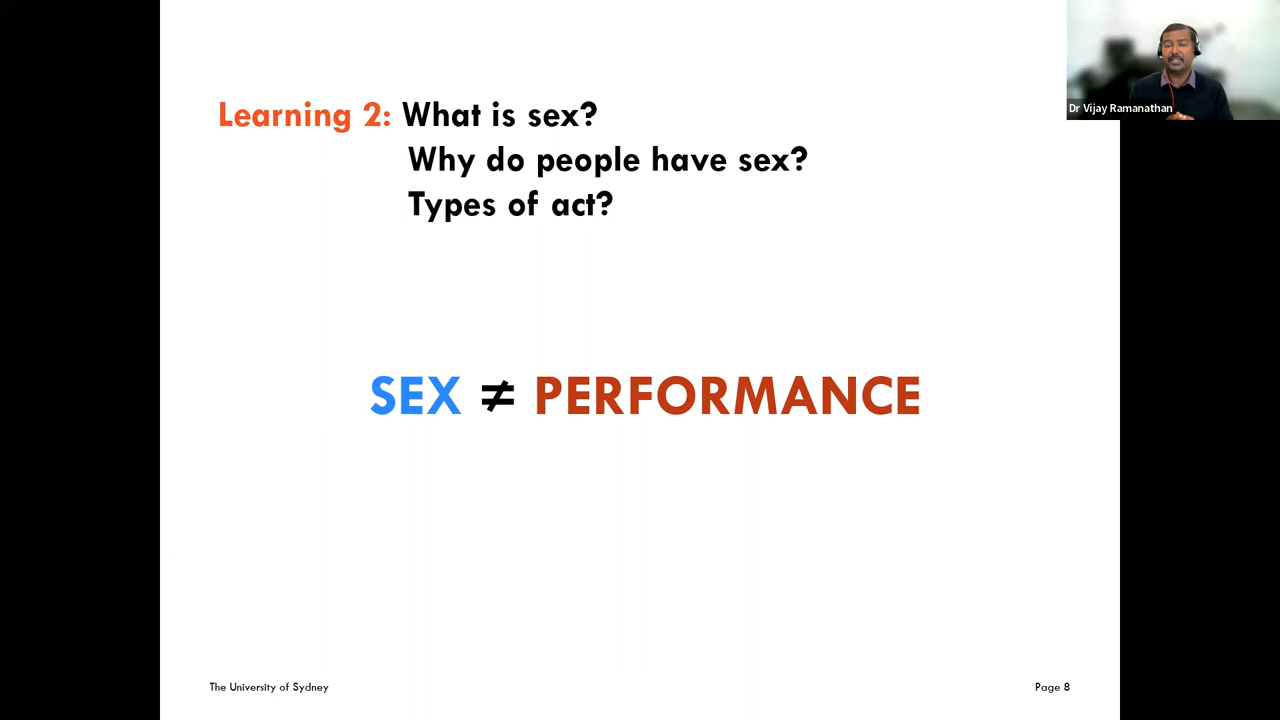 Learning 2: What is sex?
Why do people have sex?
Types of act?
SEX ≠ PERFORMANCE
The University of Sydney
Page 8
Dr Vijay Ramanathan